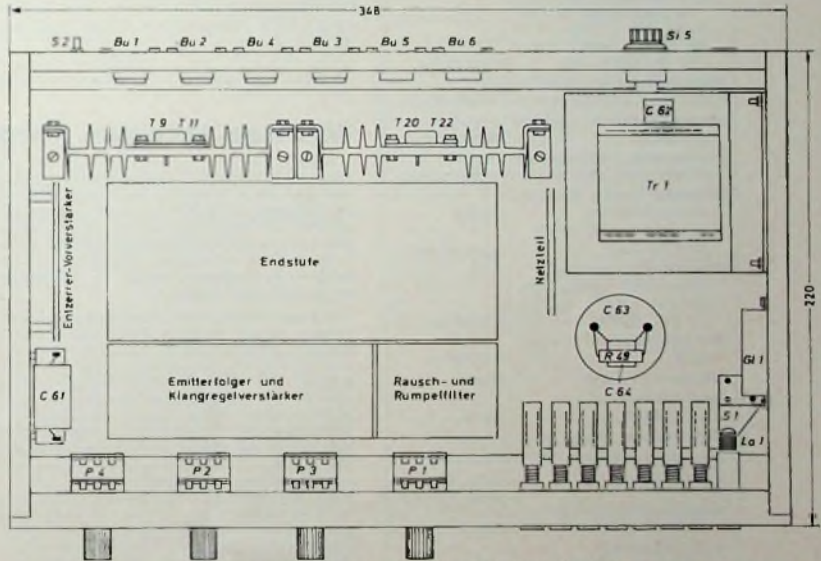 348
S2
Bu 1
Bu 2
Bu 4
Bu 3
Bu 5
Bu 6
Si 5
T 9 T 11
T 20 T 22
C 62
Tr 1
Entzerrer-Vorverstärker
Endstufe
Netzteil
220
C 63
R 49
C 64
Gl 1
S 1
La 1
C 61
Emitterfolger und
Klangregelverstärker
Rausch- und
Rumpelfilter
P 4
P 2
P 3
P 1